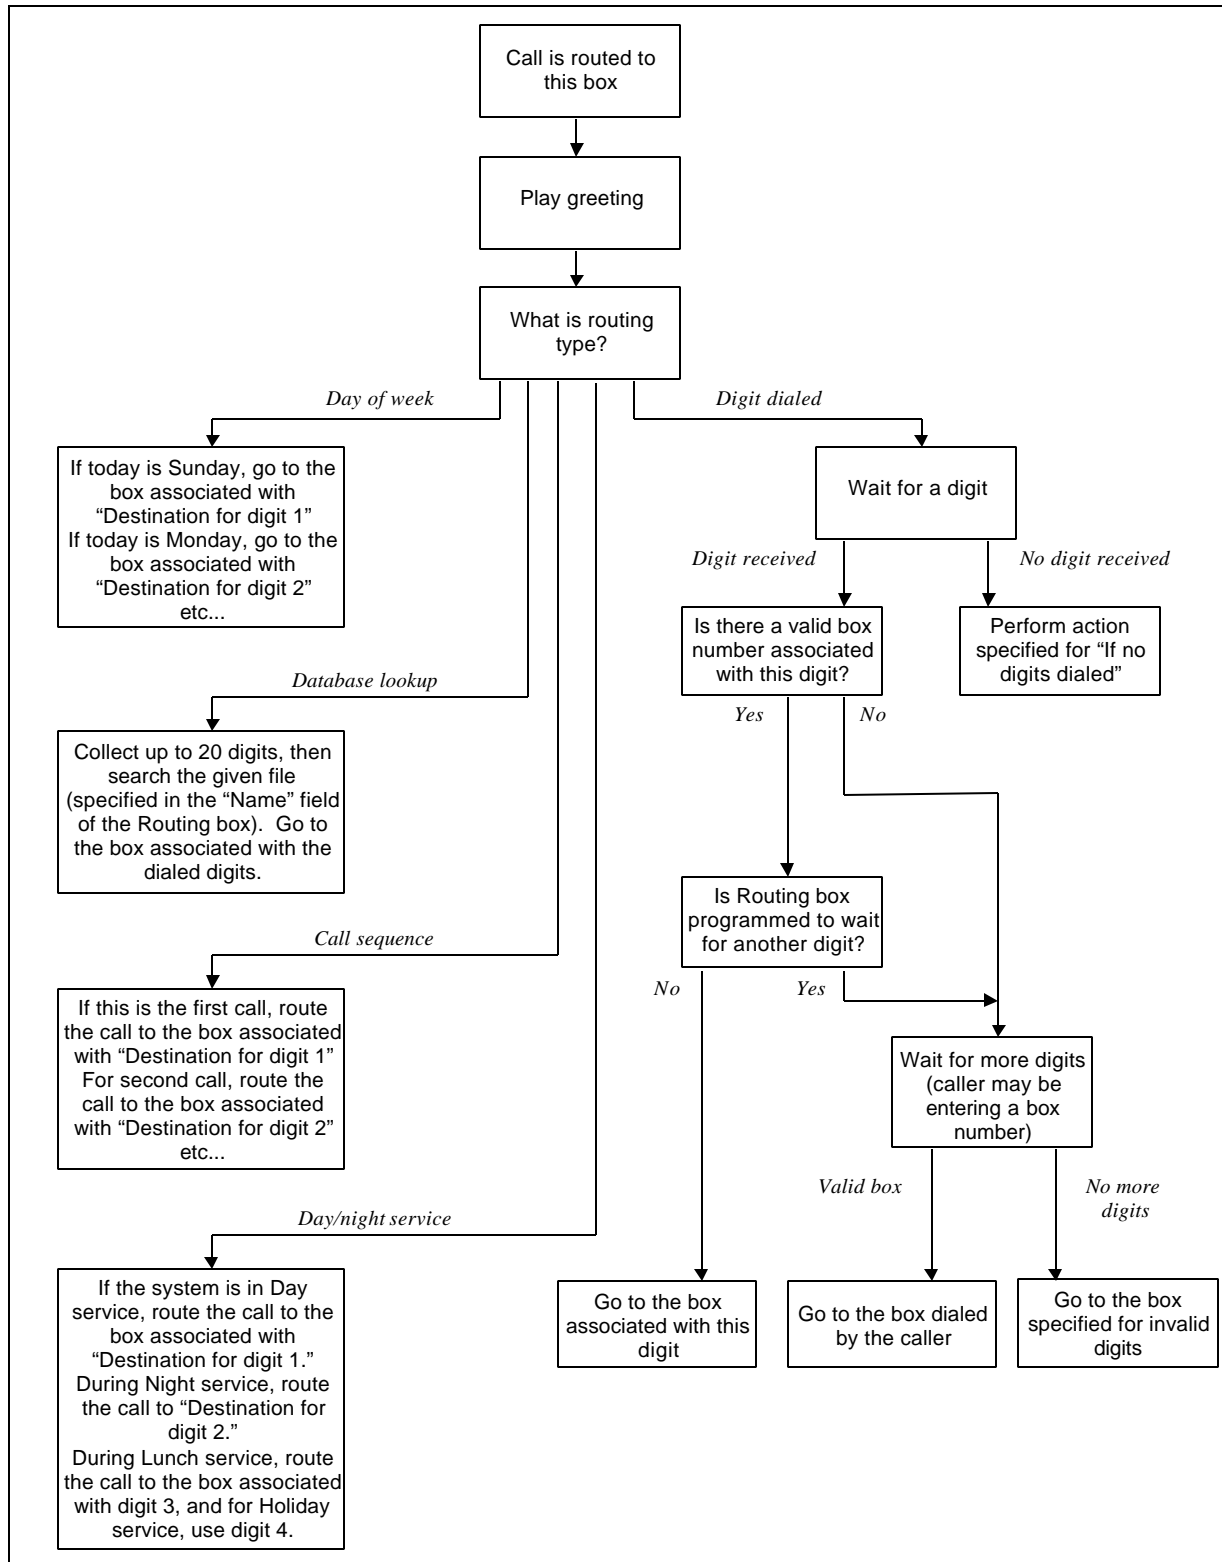 Call is routed to
this box
Play greeting
What is routing
type?
Day of week
Digit dialed
If today is Sunday, go to the
box associated with
“Destination for digit 1”
If today is Monday, go to the
box associated with
“Destination for digit 2”
etc...
Wait for a digit
Digit received
No digit received
Is there a valid box
number associated
with this digit?
Perform action
specified for “If no
digits dialed”
Database lookup
Yes
No
Collect up to 20 digits, then
search the given file
(specified in the “Name” field
of the Routing box).  Go to
the box associated with the
dialed digits.
Is Routing box
programmed to wait
for another digit?
Call sequence
No
Yes
If this is the first call, route
the call to the box associated
with “Destination for digit 1”
For second call, route the
call to the box associated
with “Destination for digit 2”
etc...
Wait for more digits
(caller may be
entering a box
number)
Valid box
No more
digits
Day/night service
If the system is in Day
service, route the call to the
box associated with
“Destination for digit 1.”
During Night service, route
the call to “Destination for
digit 2.”
During Lunch service, route
the call to the box associated
with digit 3, and for Holiday
service, use digit 4.
Go to the box
associated with this
digit
Go to the box dialed
by the caller
Go to the box
specified for invalid
digits